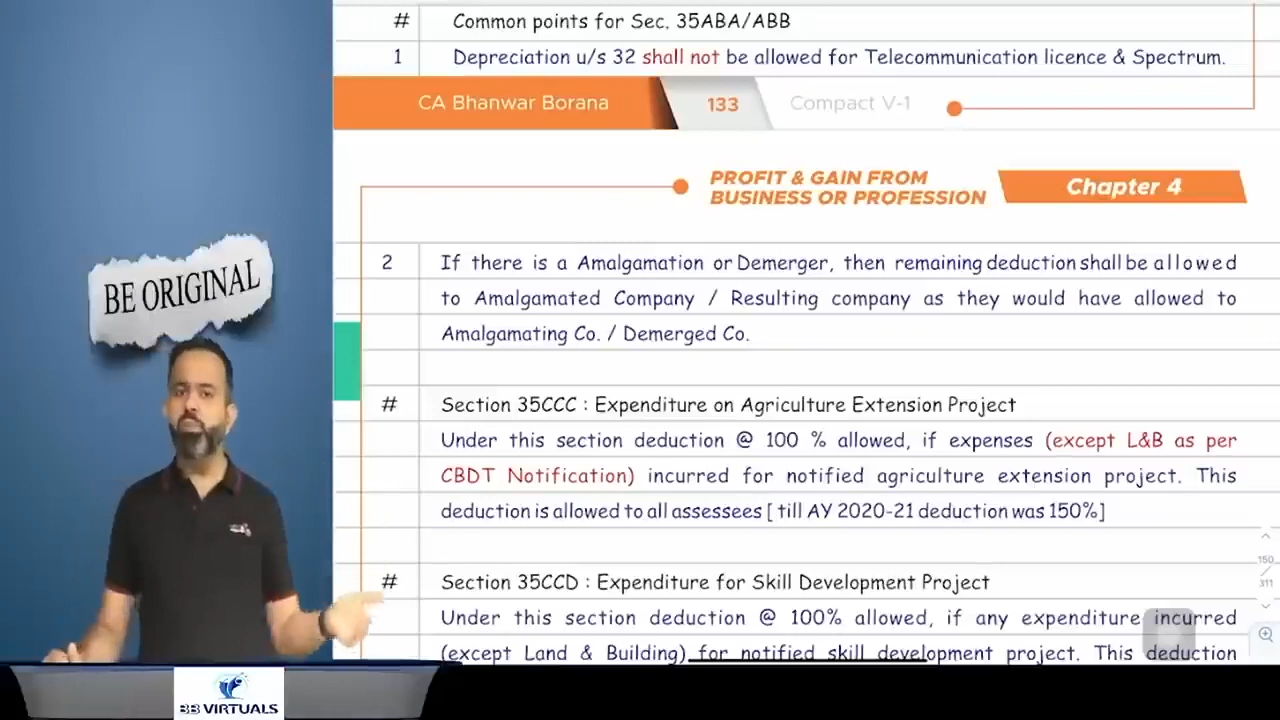 # Common points for Sec. 35ABA/ABB
1 Depreciation u/s 32 shall not be allowed for Telecommunication licence & Spectrum.
CA Bhanwar Borana 133 Compact V-1
PROFIT & GAIN FROM
BUSINESS OR PROFESSION
Chapter 4
2 If there is a Amalgamation or Demerger, then remaining deduction shall be allowed
to Amalgamated Company / Resulting company as they would have allowed to
Amalgamating Co. / Demerged Co.
# Section 35CCC : Expenditure on Agriculture Extension Project
Under this section deduction @ 100 % allowed, if expenses (except L&B as per
CBDT Notification) incurred for notified agriculture extension project. This
deduction is allowed to all assessees [ till AY 2020-21 deduction was 150%]
# Section 35CCD : Expenditure for Skill Development Project
Under this section deduction @ 100% allowed, if any expenditure incurred
(except Land & Building) for notified skill development project. This deduction
150
311
BE ORIGINAL
BB VIRTUALS